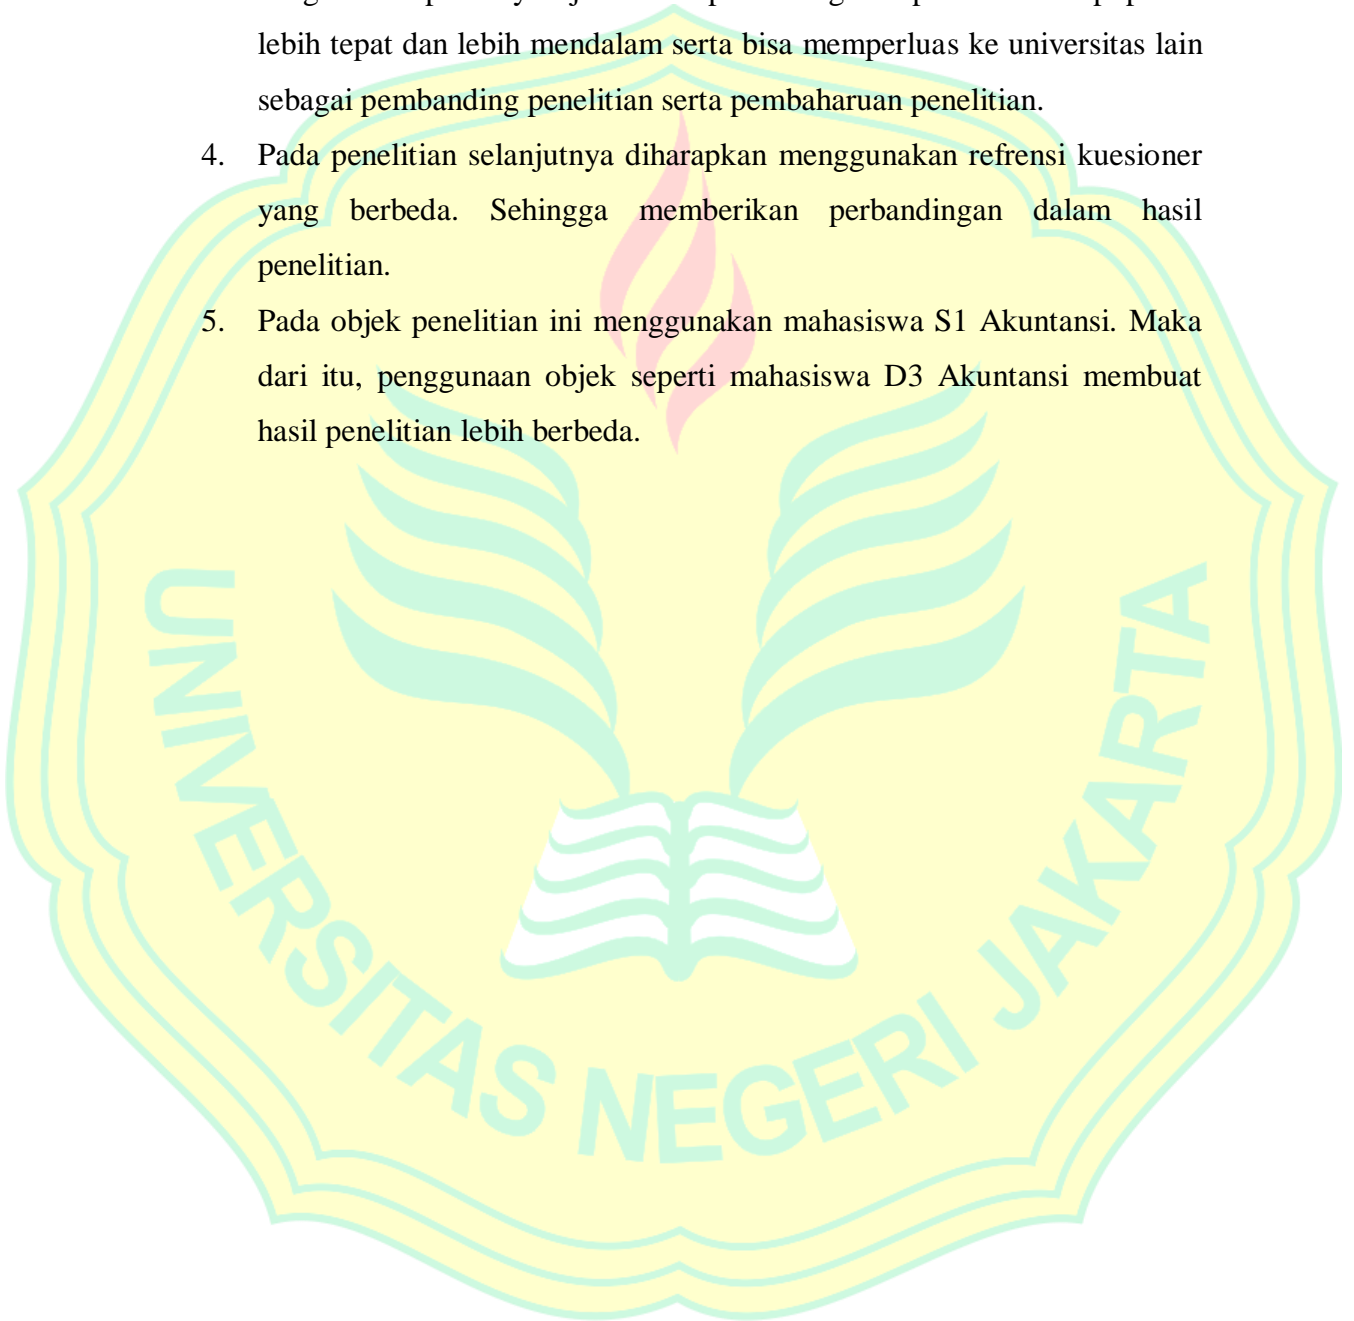 lebih tepat dan lebih mendalam serta bisa memperluas ke universitas lain
sebagai pembanding penelitian serta pembaharuan penelitian.
4. Pada penelitian selanjutnya diharapkan menggunakan refrensi kuesioner
yang berbeda. Sehingga memberikan perbandingan dalam hasil
penelitian.
5. Pada objek penelitian ini menggunakan mahasiswa S1 Akuntansi. Maka
dari itu, penggunaan objek seperti mahasiswa D3 Akuntansi membuat
hasil penelitian lebih berbeda.
UNIVERSITAS NEGERI JAKARTA